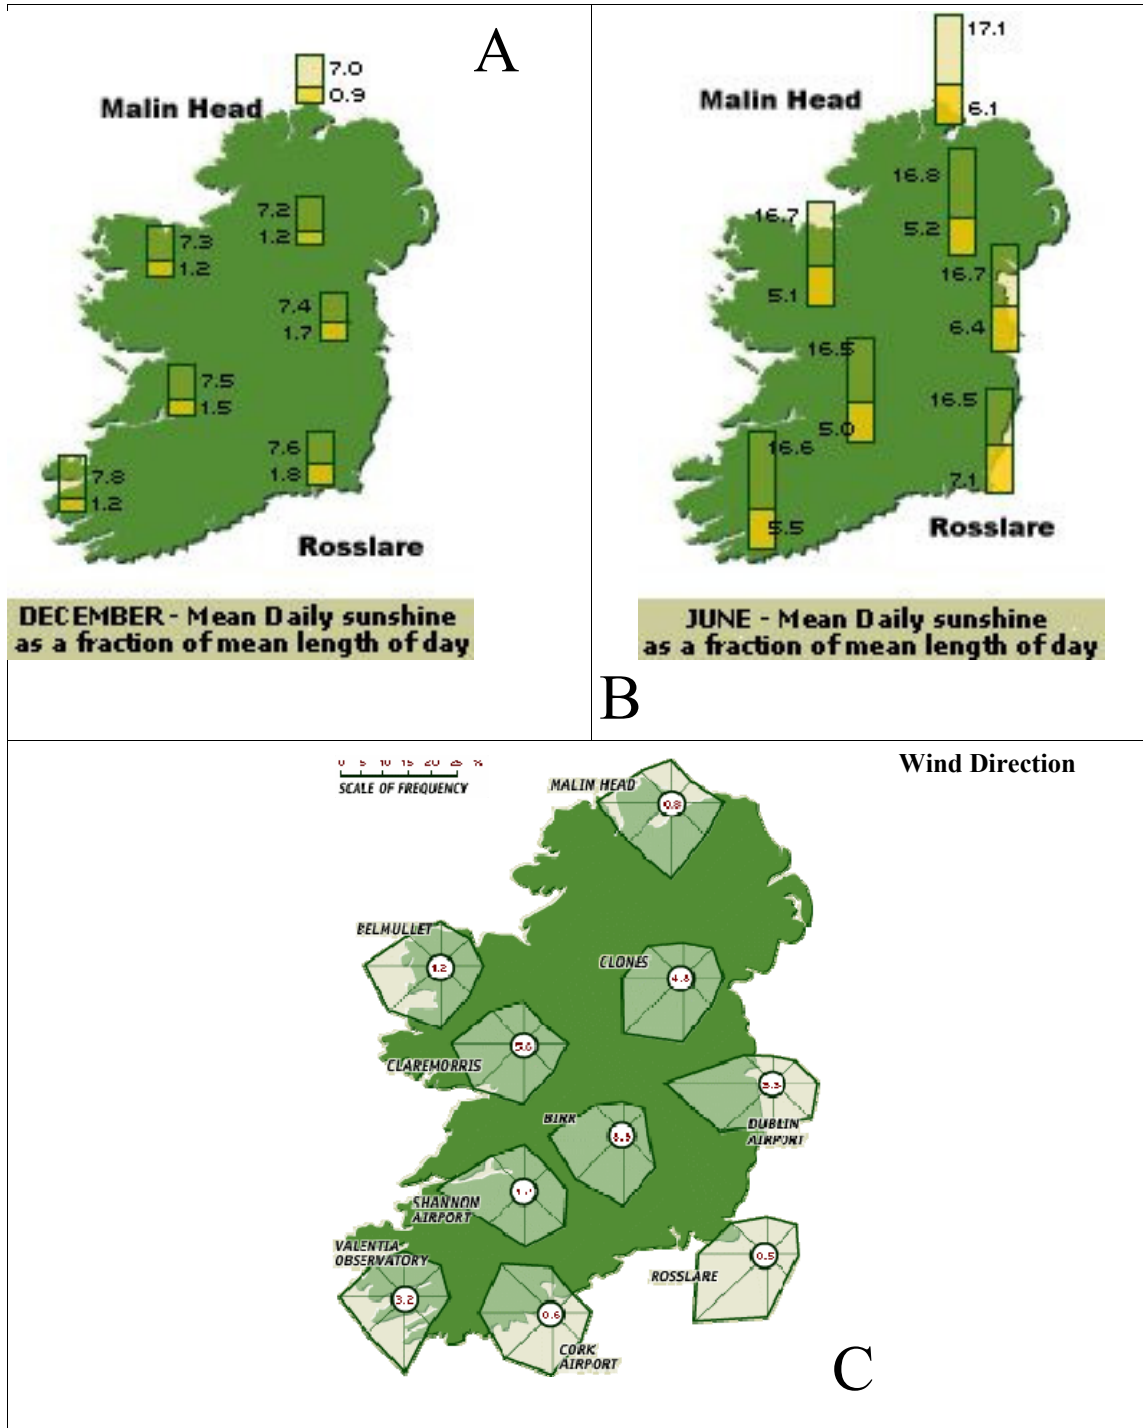 A
7.0
0.9
Malin Head
7.2
1.2
7.3
1.2
7.4
1.7
7.5
1.5
7.6
1.8
7.8
1.2
Rosslare
DECEMBER - Mean Daily sunshine
as a fraction of mean length of day
17.1
6.1
Malin Head
16.8
5.2
16.7
5.1
16.7
6.4
16.5
5.0
16.5
7.1
16.6
5.5
Rosslare
JUNE - Mean Daily sunshine
as a fraction of mean length of day
B
Wind Direction
0 5 10 15 20 25 %
SCALE OF FREQUENCY
MALIN HEAD
0.8
BELMULLET
1.2
CLONES
4.8
CLAREMORRIS
5.6
DUBLIN
AIRPORT
BIRR
SHANNON
AIRPORT
VALENTIA
OBSERVATORY
3.2
ROSSLARE
0.5
0.6
CORK
AIRPORT
C